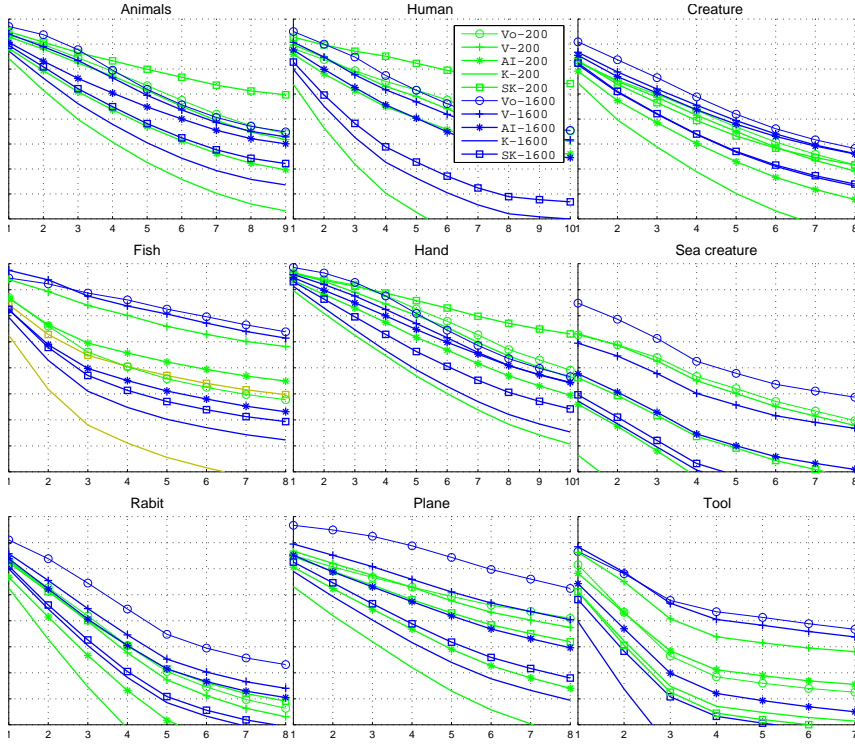 Animals
Human
Creature
Vo-200
V-200
AI-200
K-200
SK-200
Vo-1600
V-1600
AI-1600
K-1600
SK-1600
1 2 3 4 5 6 7 8 9
1 2 3 4 5 6 7 8 9 10
1 2 3 4 5 6 7 8
Fish
Hand
Sea creature
1 2 3 4 5 6 7 8
1 2 3 4 5 6 7 8 9 10
1 2 3 4 5 6 7 8
Rabit
Plane
Tool
1 2 3 4 5 6 7 8
1 2 3 4 5 6 7 8
1 2 3 4 5 6 7